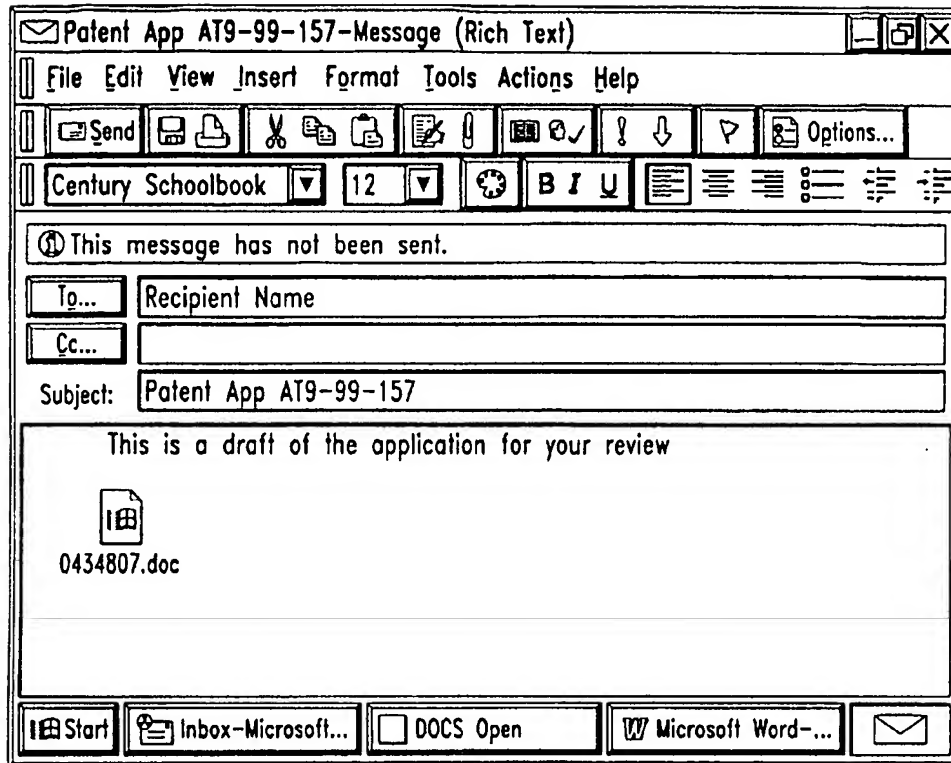 Patent App AT9-99-157-Message (Rich Text)
File Edit View Insert Format Tools Actions Help
Send Options...
Century Schoolbook 12 B I U
This message has not been sent.
To... Recipient Name
Cc...
Subject: Patent App AT9-99-157
This is a draft of the application for your review
0434807.doc
Start Inbox-Microsoft... DOCS Open W Microsoft Word-...